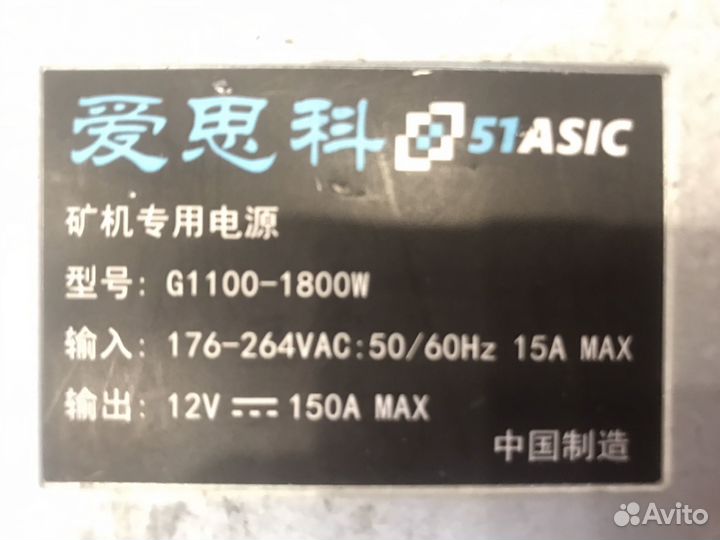 爱思科 51ASIC
矿机专用电源
型号: G1100-1800W
输入: 176-264VAC:50/60Hz 15A MAX
输出: 12V ⎓ 150A MAX
中国制造
Avito